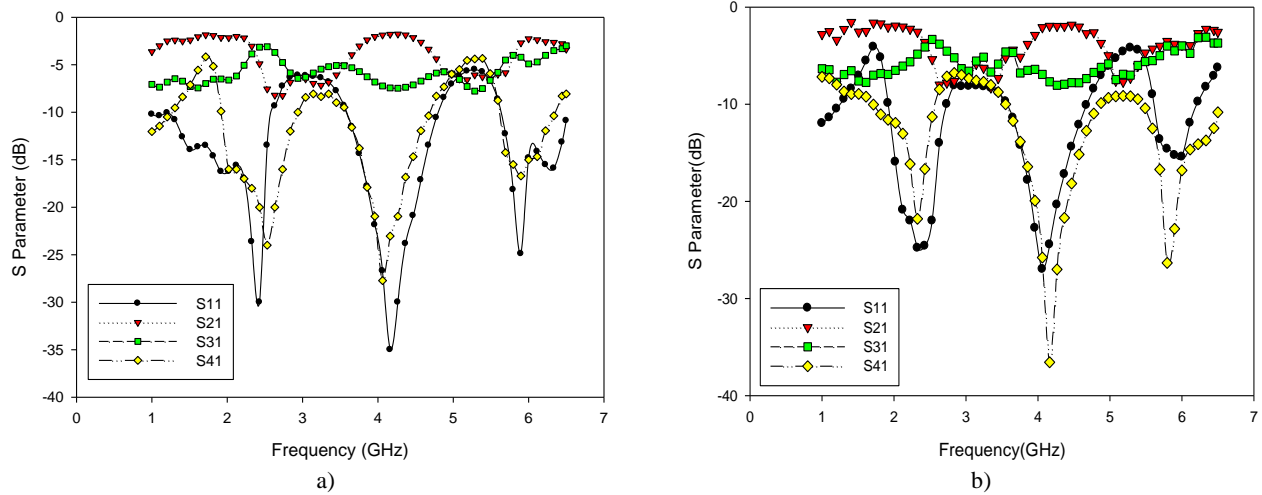 0
-5
-10
-15
-20
-25
-30
-35
-40
S Parameter (dB)
S11
S21
S31
S41
0 1 2 3 4 5 6 7
Frequency (GHz)
a)
0
-10
-20
-30
-40
S Parameter(dB)
S11
S21
S31
S41
0 1 2 3 4 5 6 7
Frequency(GHz)
b)